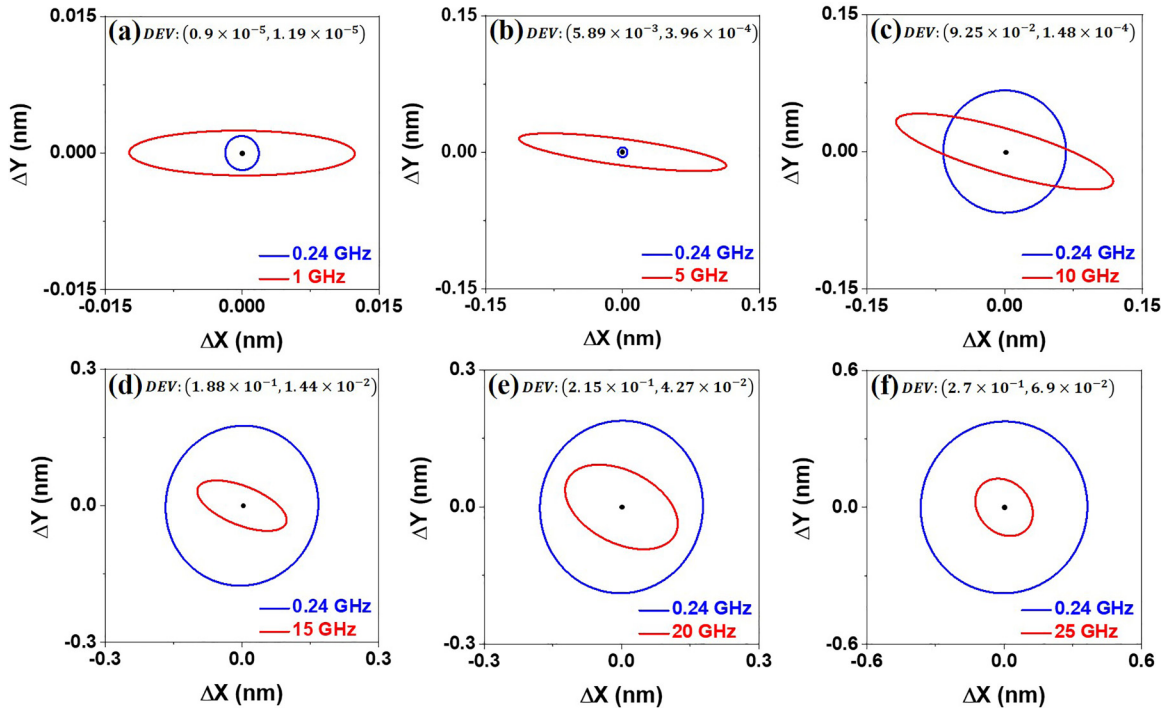 (a) DEV: (0.9 × 10⁻⁵, 1.19 × 10⁻⁵)
0.015
0.000
-0.015
ΔY (nm)
0.24 GHz
1 GHz
-0.015 0.000 0.015
ΔX (nm)
(b) DEV: (5.89 × 10⁻³, 3.96 × 10⁻⁴)
0.15
0.00
-0.15
ΔY (nm)
0.24 GHz
5 GHz
-0.15 0.00 0.15
ΔX (nm)
(c) DEV: (9.25 × 10⁻², 1.48 × 10⁻⁴)
0.15
0.00
-0.15
ΔY (nm)
0.24 GHz
10 GHz
-0.15 0.00 0.15
ΔX (nm)
(d) DEV: (1.88 × 10⁻¹, 1.44 × 10⁻²)
0.3
0.0
-0.3
ΔY (nm)
0.24 GHz
15 GHz
-0.3 0.0 0.3
ΔX (nm)
(e) DEV: (2.15 × 10⁻¹, 4.27 × 10⁻²)
0.3
0.0
-0.3
ΔY (nm)
0.24 GHz
20 GHz
-0.3 0.0 0.3
ΔX (nm)
(f) DEV: (2.7 × 10⁻¹, 6.9 × 10⁻²)
0.6
0.0
-0.6
ΔY (nm)
0.24 GHz
25 GHz
-0.6 0.0 0.6
ΔX (nm)